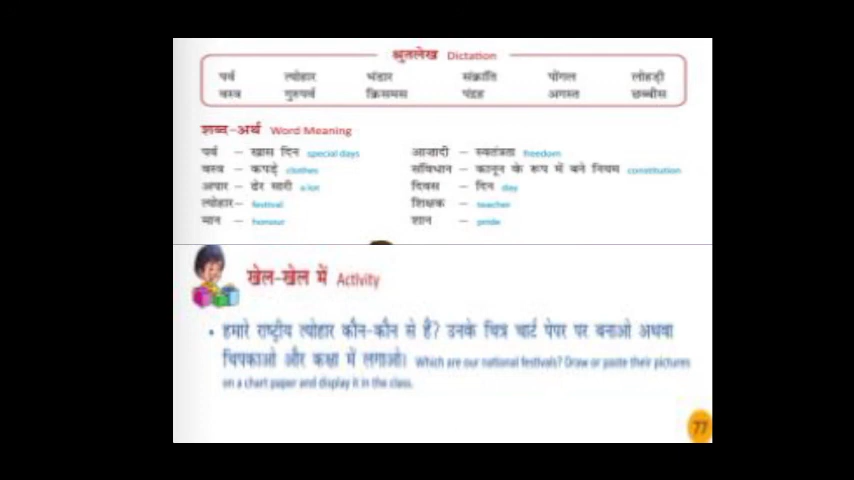 श्रुतलेख Dictation
पर्व त्योहार भंडार संक्रांति पोंगल लोहड़ी
वस्त्र गुरुपर्व क्रिसमस पंद्रह अगस्त छब्बीस
शब्द-अर्थ Word Meaning
पर्व – खास दिन special days आजादी – स्वतंत्रता freedom
वस्त्र – कपड़े clothes संविधान – कानून के रूप में बने नियम constitution
अपार – ढेर सारी a lot दिवस – दिन day
त्योहार– festival शिक्षक – teacher
मान – honour शान – pride
खेल-खेल में Activity
• हमारे राष्ट्रीय त्योहार कौन-कौन से हैं? उनके चित्र चार्ट पेपर पर बनाओ अथवा
चिपकाओ और कक्षा में लगाओ। Which are our national festivals? Draw or paste their pictures
on a chart paper and display it in the class.
77